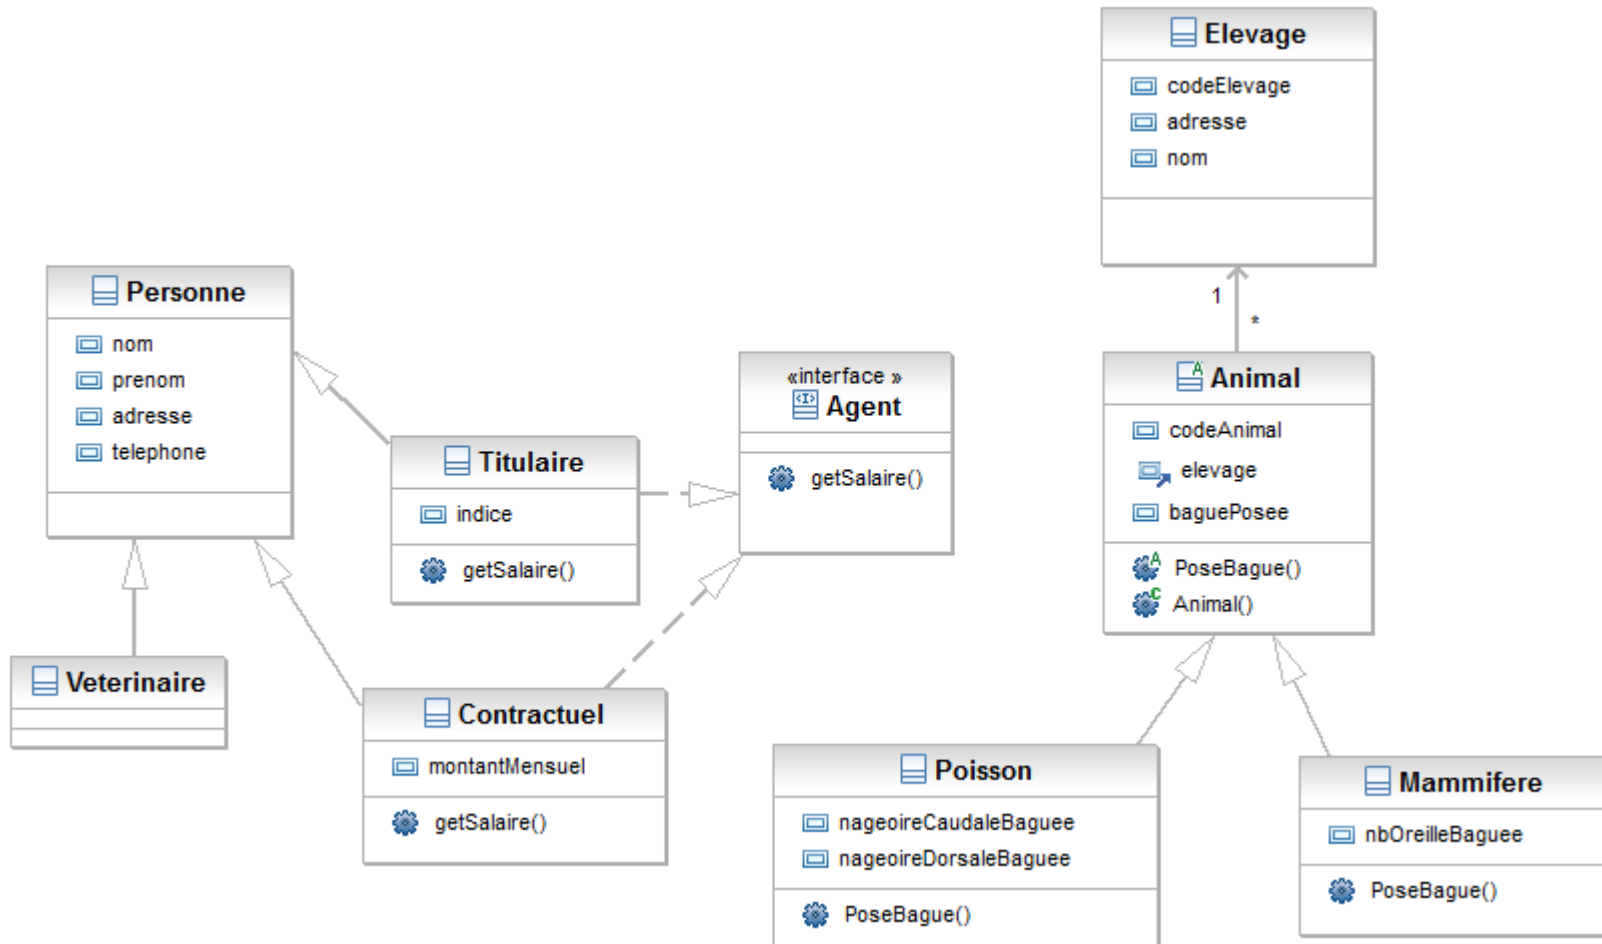 Elevage
codeElevage
adresse
nom
1
*
Personne
nom
prenom
adresse
telephone
Titulaire
indice
getSalaire()
«interface »
<I>
Agent
getSalaire()
A
Animal
codeAnimal
elevage
baguePosee
A
PoseBague()
C
Animal()
Veterinaire
Contractuel
montantMensuel
getSalaire()
Poisson
nageoireCaudaleBaguee
nageoireDorsaleBaguee
PoseBague()
Mammifere
nbOreilleBaguee
PoseBague()